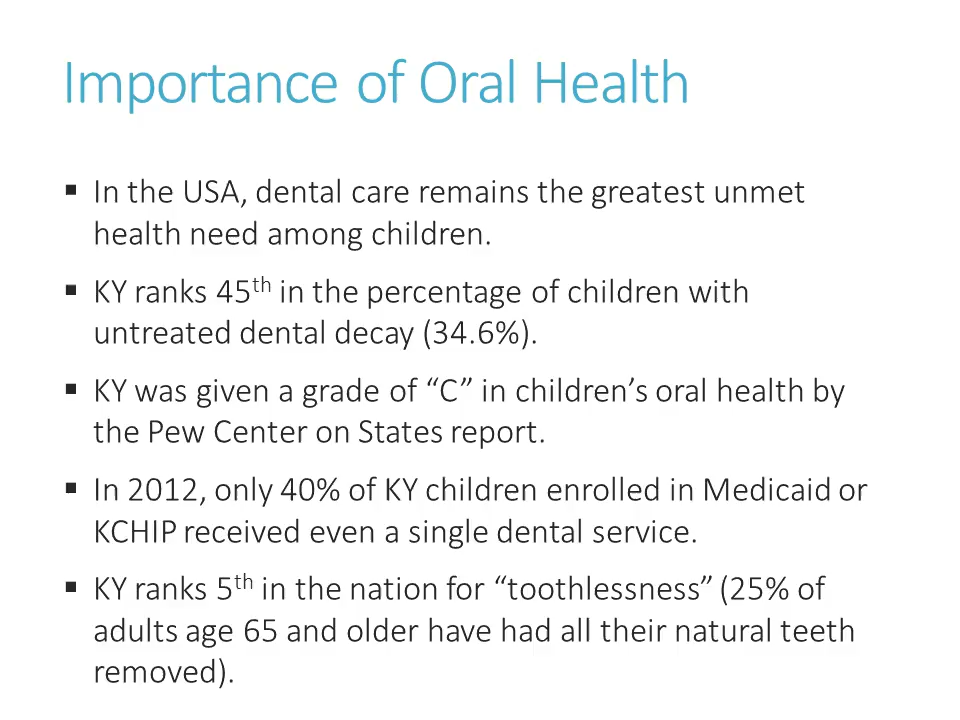 Importance of Oral Health
▪ In the USA, dental care remains the greatest unmet
health need among children.
▪ KY ranks 45th in the percentage of children with
untreated dental decay (34.6%).
▪ KY was given a grade of “C” in children’s oral health by
the Pew Center on States report.
▪ In 2012, only 40% of KY children enrolled in Medicaid or
KCHIP received even a single dental service.
▪ KY ranks 5th in the nation for “toothlessness” (25% of
adults age 65 and older have had all their natural teeth
removed).